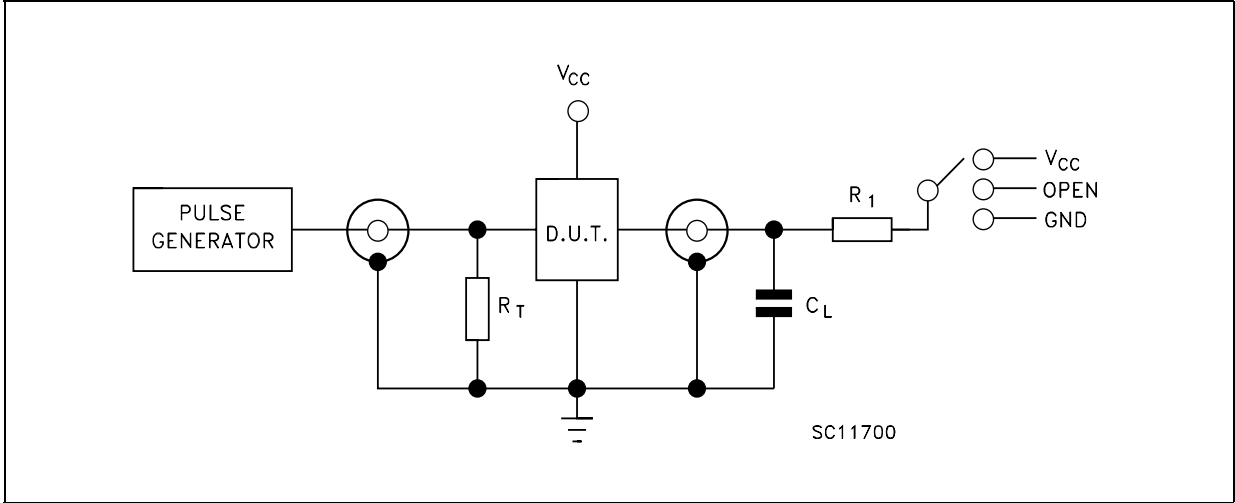 VCC
PULSE
GENERATOR
D.U.T.
RT
R1
CL
VCC
OPEN
GND
SC11700